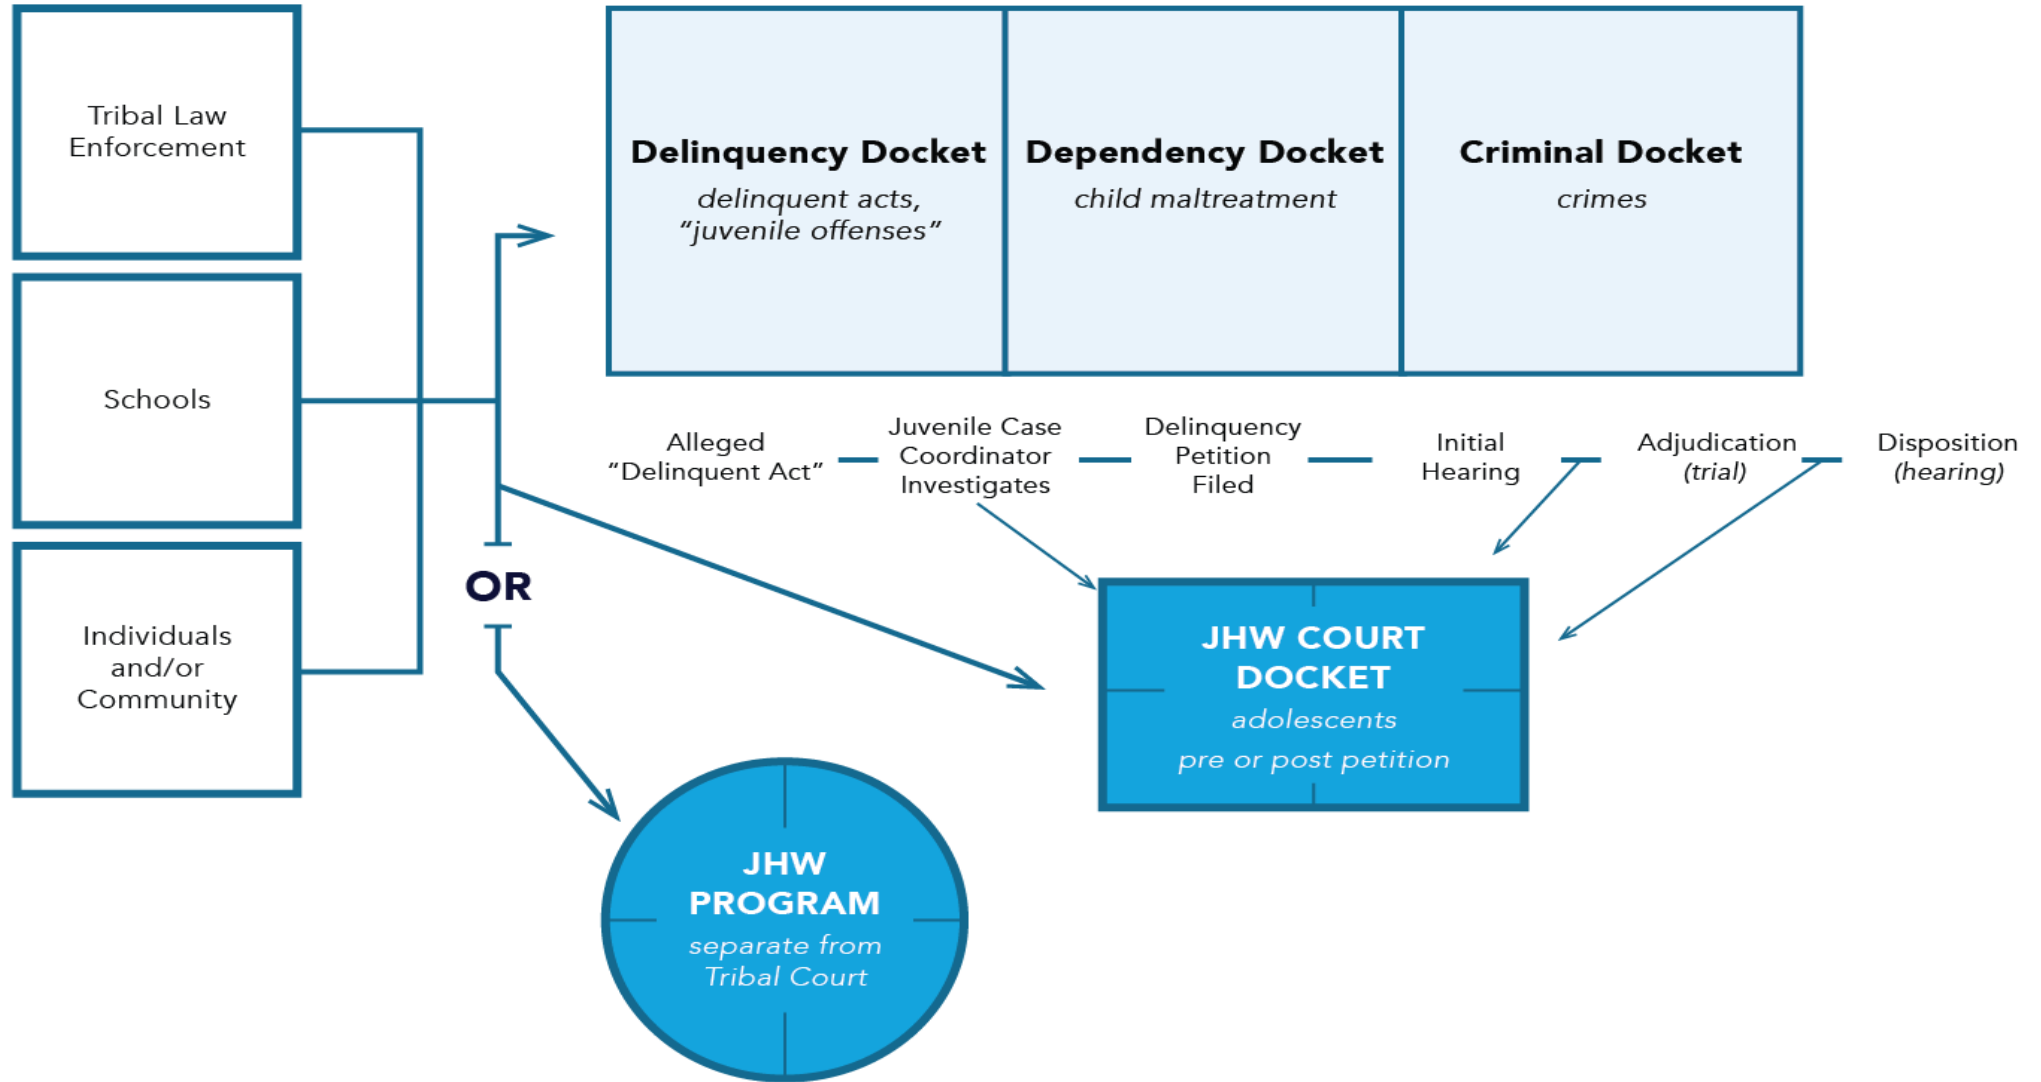 Tribal Law
Enforcement
Schools
Individuals
and/or
Community
Delinquency Docket
delinquent acts,
“juvenile offenses”
Dependency Docket
child maltreatment
Criminal Docket
crimes
Alleged
“Delinquent Act”
Juvenile Case
Coordinator
Investigates
Delinquency
Petition
Filed
Initial
Hearing
Adjudication
(trial)
Disposition
(hearing)
OR
JHW COURT
DOCKET
adolescents
pre or post petition
JHW
PROGRAM
separate from
Tribal Court